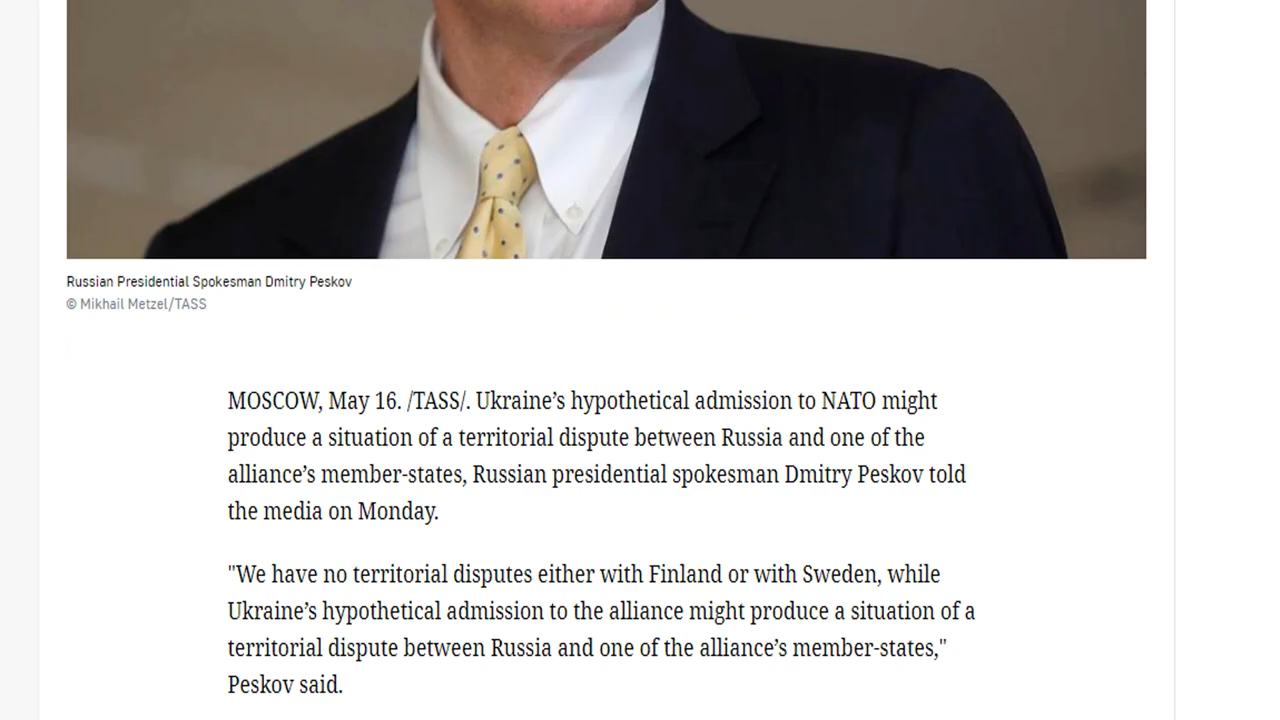 Russian Presidential Spokesman Dmitry Peskov
© Mikhail Metzel/TASS
MOSCOW, May 16. /TASS/. Ukraine’s hypothetical admission to NATO might
produce a situation of a territorial dispute between Russia and one of the
alliance’s member-states, Russian presidential spokesman Dmitry Peskov told
the media on Monday.
"We have no territorial disputes either with Finland or with Sweden, while
Ukraine’s hypothetical admission to the alliance might produce a situation of a
territorial dispute between Russia and one of the alliance’s member-states,"
Peskov said.